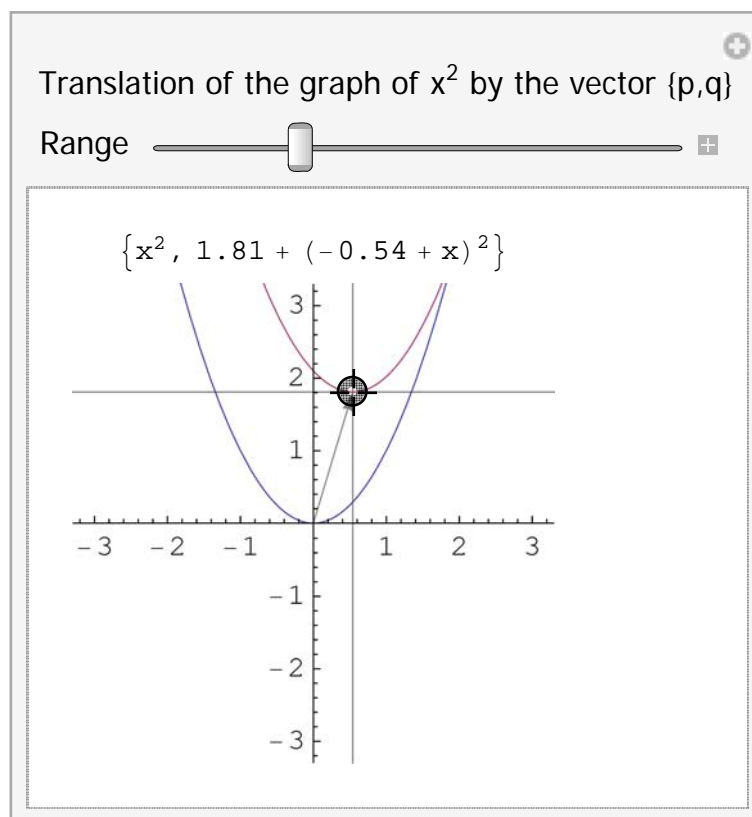 Translation of the graph of x² by the vector {p,q}
Range
{x², 1.81 + (-0.54 + x)²}
3
2
1
-3 -2 -1 1 2 3
-1
-2
-3